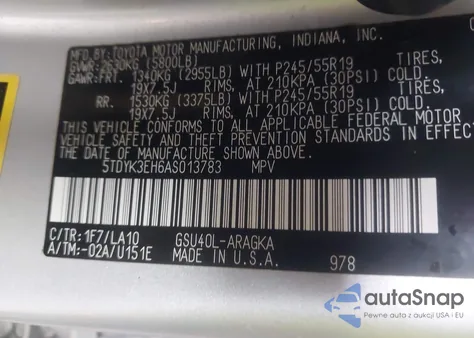 MFD.BY: TOYOTA MOTOR MANUFACTURING, INDIANA, INC.
GVWR:2630KG (5800LB)
GAWR:FRT. 1340KG (2955LB) WITH P245/55R19 TIRES,
19X7.5J RIMS, AT 210KPA (30PSI) COLD.
RR. 1530KG (3375LB) WITH P245/55R19 TIRES,
19X7.5J RIMS, AT 210KPA (30PSI) COLD.
THIS VEHICLE CONFORMS TO ALL APPLICABLE FEDERAL MOTOR
VEHICLE SAFETY AND THEFT PREVENTION STANDARDS IN EFFECT
ON THE DATE OF MANUFACTURE SHOWN ABOVE.
5TDYK3EH6AS013783 MPV
C/TR:1F7/LA10 GSU40L-ARAGKA
A/TM:-02A/U151E MADE IN U.S.A. 978
autoSnap
Pewne auta z aukcji USA i EU